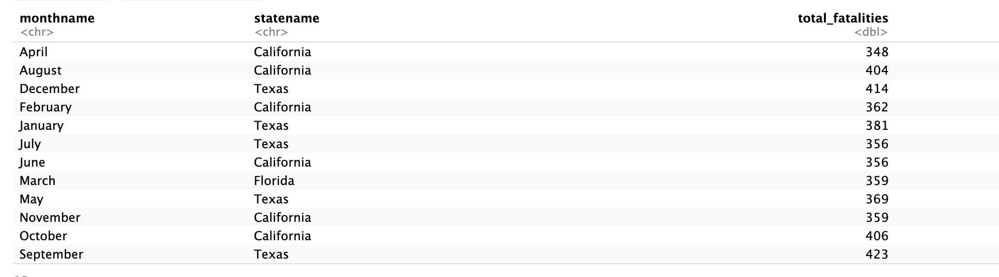 monthname statename total_fatalities
<chr> <chr> <dbl>
April California 348
August California 404
December Texas 414
February California 362
January Texas 381
July Texas 356
June California 356
March Florida 359
May Texas 369
November California 359
October California 406
September Texas 423